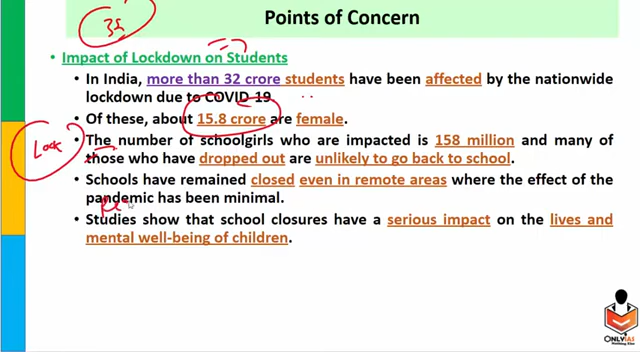 Points of Concern
35
• Impact of Lockdown on Students
• In India, more than 32 crore students have been affected by the nationwide
lockdown due to COVID-19.
• Of these, about 15.8 crore are female.
• The number of schoolgirls who are impacted is 158 million and many of
those who have dropped out are unlikely to go back to school.
Lock
• Schools have remained closed even in remote areas where the effect of the
pandemic has been minimal.
• Studies show that school closures have a serious impact on the lives and
mental well-being of children.
ONLYIAS